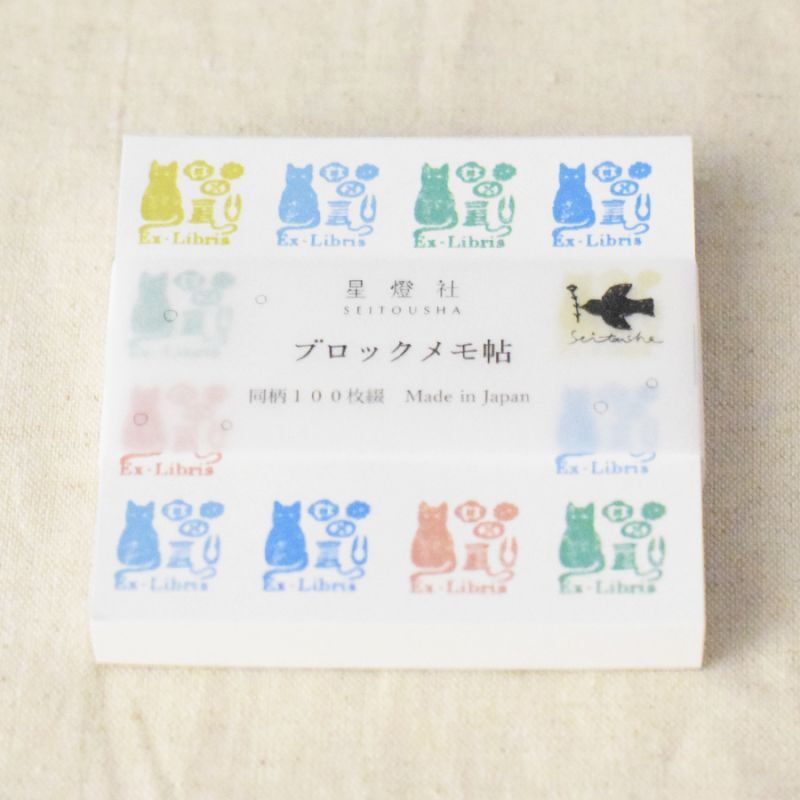 Ex-Libris Ex-Libris Ex-Libris Ex-Libris
星燈社
SEITOUSHA
ブロックメモ帖
Seitousha
同柄100枚綴 Made in Japan
Ex-Libris Ex-Libris
Ex-Libris Ex-Libris Ex-Libris Ex-Libris